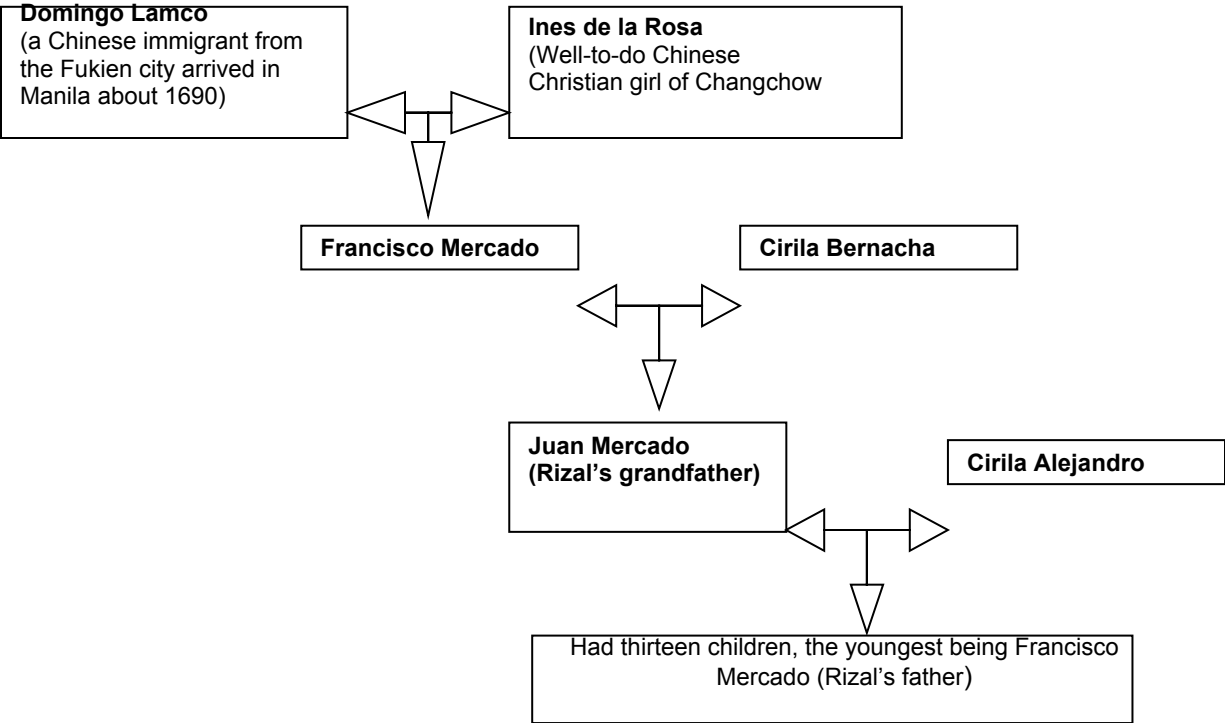 Domingo Lamco
(a Chinese immigrant from
the Fukien city arrived in
Manila about 1690)
Ines de la Rosa
(Well-to-do Chinese
Christian girl of Changchow
Francisco Mercado
Cirila Bernacha
Juan Mercado
(Rizal's grandfather)
Cirila Alejandro
Had thirteen children, the youngest being Francisco
Mercado (Rizal's father)